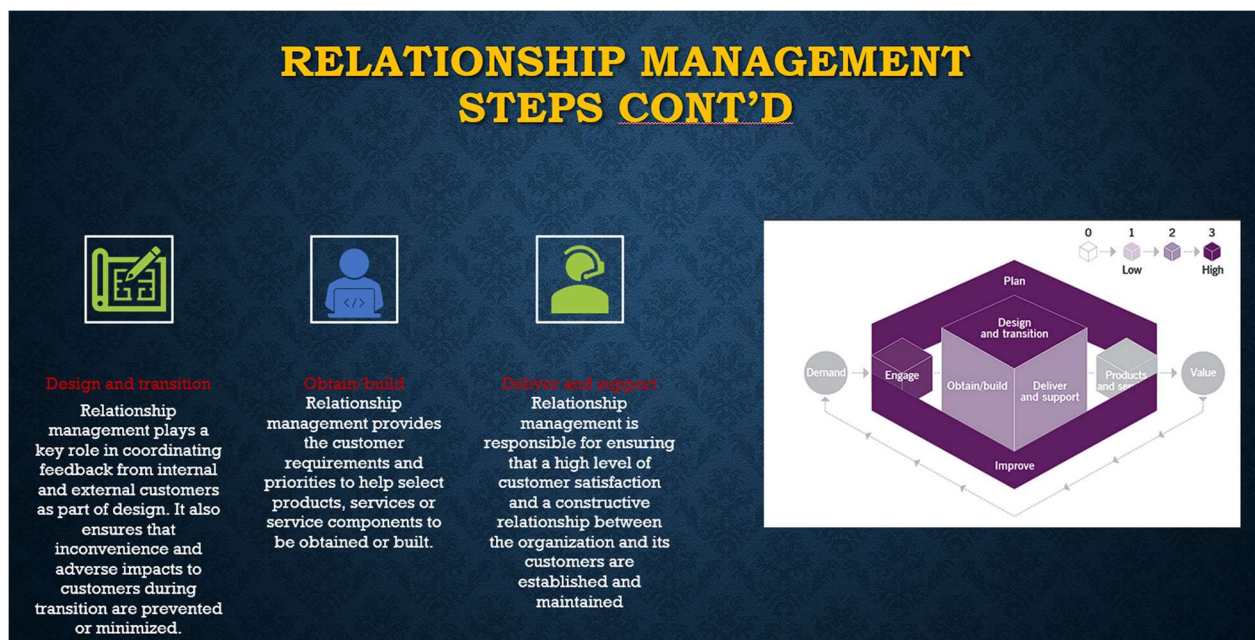 RELATIONSHIP MANAGEMENT
STEPS CONT’D
Design and transition
Relationship
management plays a
key role in coordinating
feedback from internal
and external customers
as part of design. It also
ensures that
inconvenience and
adverse impacts to
customers during
transition are prevented
or minimized.
Obtain/build
Relationship
management provides
the customer
requirements and
priorities to help select
products, services or
service components to
be obtained or built.
Deliver and support
Relationship
management is
responsible for ensuring
that a high level of
customer satisfaction
and a constructive
relationship between
the organization and its
customers are
established and
maintained
0 1 2 3
Low High
Plan
Design
and transition
Demand
Engage
Obtain/build
Deliver
and support
Products
and
Value
Improve